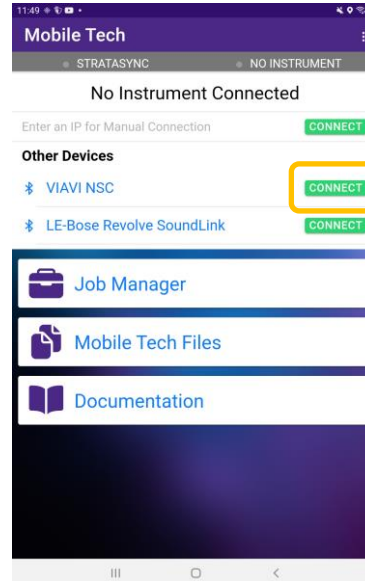 11:49
Mobile Tech
STRATASYNC NO INSTRUMENT
No Instrument Connected
Enter an IP for Manual Connection CONNECT
Other Devices
VIAVI NSC CONNECT
LE-Bose Revolve SoundLink CONNECT
Job Manager
Mobile Tech Files
Documentation